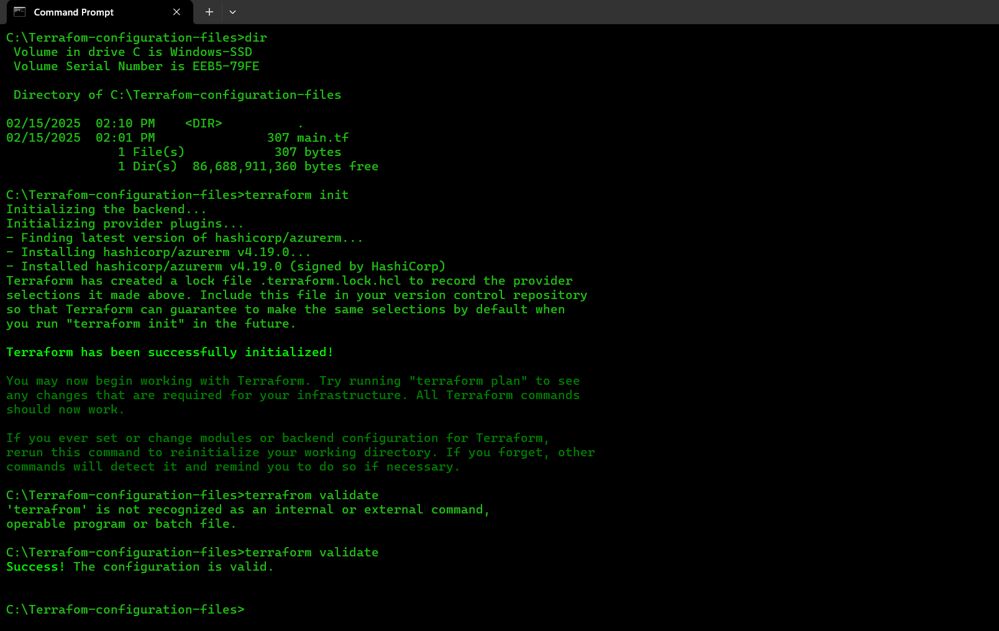 Command Prompt
C:\Terrafom-configuration-files>dir
 Volume in drive C is Windows-SSD
 Volume Serial Number is EEB5-79FE
 Directory of C:\Terrafom-configuration-files
02/15/2025  02:10 PM    <DIR>          .
02/15/2025  02:01 PM               307 main.tf
               1 File(s)            307 bytes
               1 Dir(s)  86,688,911,360 bytes free
C:\Terrafom-configuration-files>terraform init
Initializing the backend...
Initializing provider plugins...
- Finding latest version of hashicorp/azurerm...
- Installing hashicorp/azurerm v4.19.0...
- Installed hashicorp/azurerm v4.19.0 (signed by HashiCorp)
Terraform has created a lock file .terraform.lock.hcl to record the provider
selections it made above. Include this file in your version control repository
so that Terraform can guarantee to make the same selections by default when
you run "terraform init" in the future.
Terraform has been successfully initialized!
You may now begin working with Terraform. Try running "terraform plan" to see
any changes that are required for your infrastructure. All Terraform commands
should now work.
If you ever set or change modules or backend configuration for Terraform,
rerun this command to reinitialize your working directory. If you forget, other
commands will detect it and remind you to do so if necessary.
C:\Terrafom-configuration-files>terrafrom validate
'terrafrom' is not recognized as an internal or external command,
operable program or batch file.
C:\Terrafom-configuration-files>terraform validate
Success! The configuration is valid.
C:\Terrafom-configuration-files>